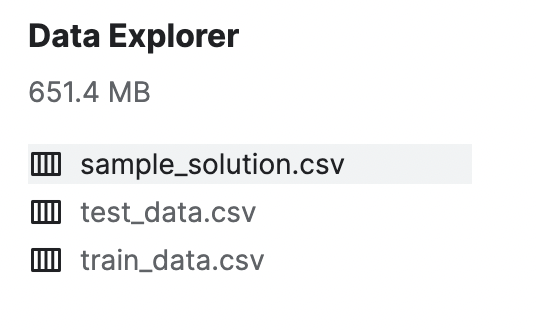 Data Explorer
651.4 MB
sample_solution.csv
test_data.csv
train_data.csv